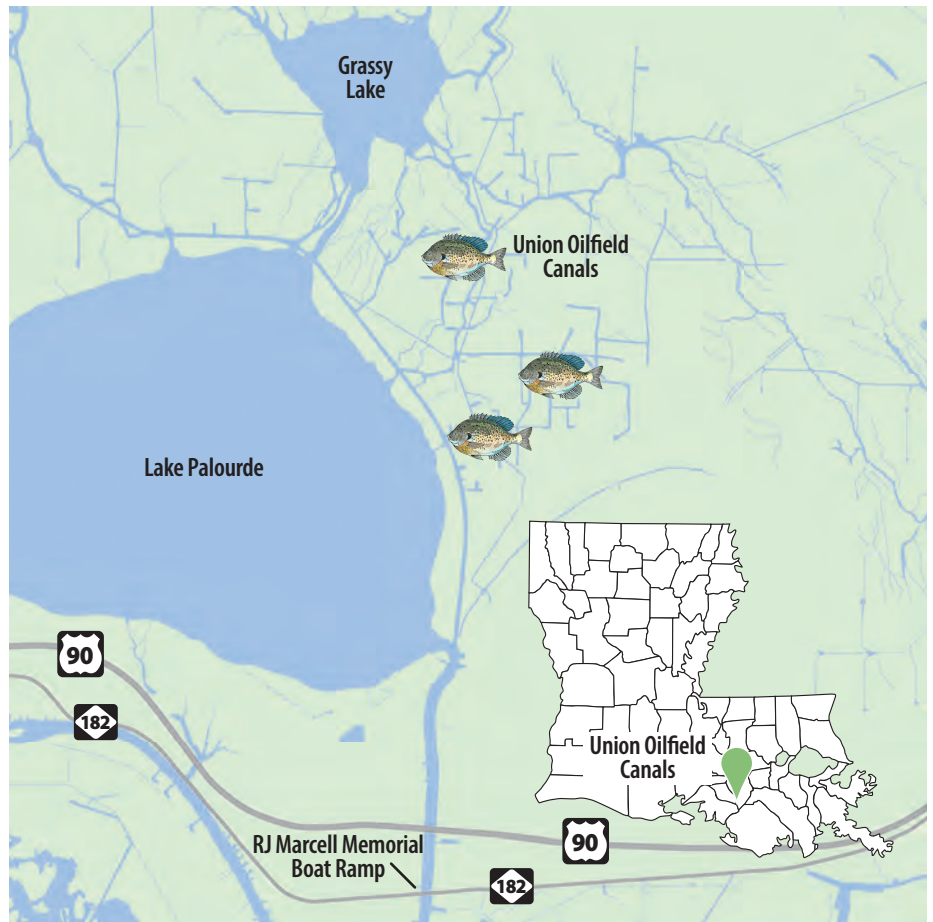 Grassy
Lake
Union Oilfield
Canals
Lake Palourde
90
182
Union Oilfield
Canals
RJ Marcell Memorial
Boat Ramp
90
182